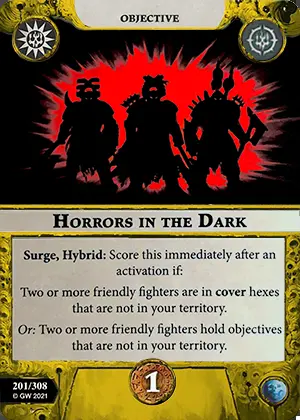 OBJECTIVE
HORRORS IN THE DARK
Surge, Hybrid: Score this immediately after an
activation if:
Two or more friendly fighters are in cover hexes
that are not in your territory.
Or: Two or more friendly fighters hold objectives
that are not in your territory.
201/308
© GW 2021
1